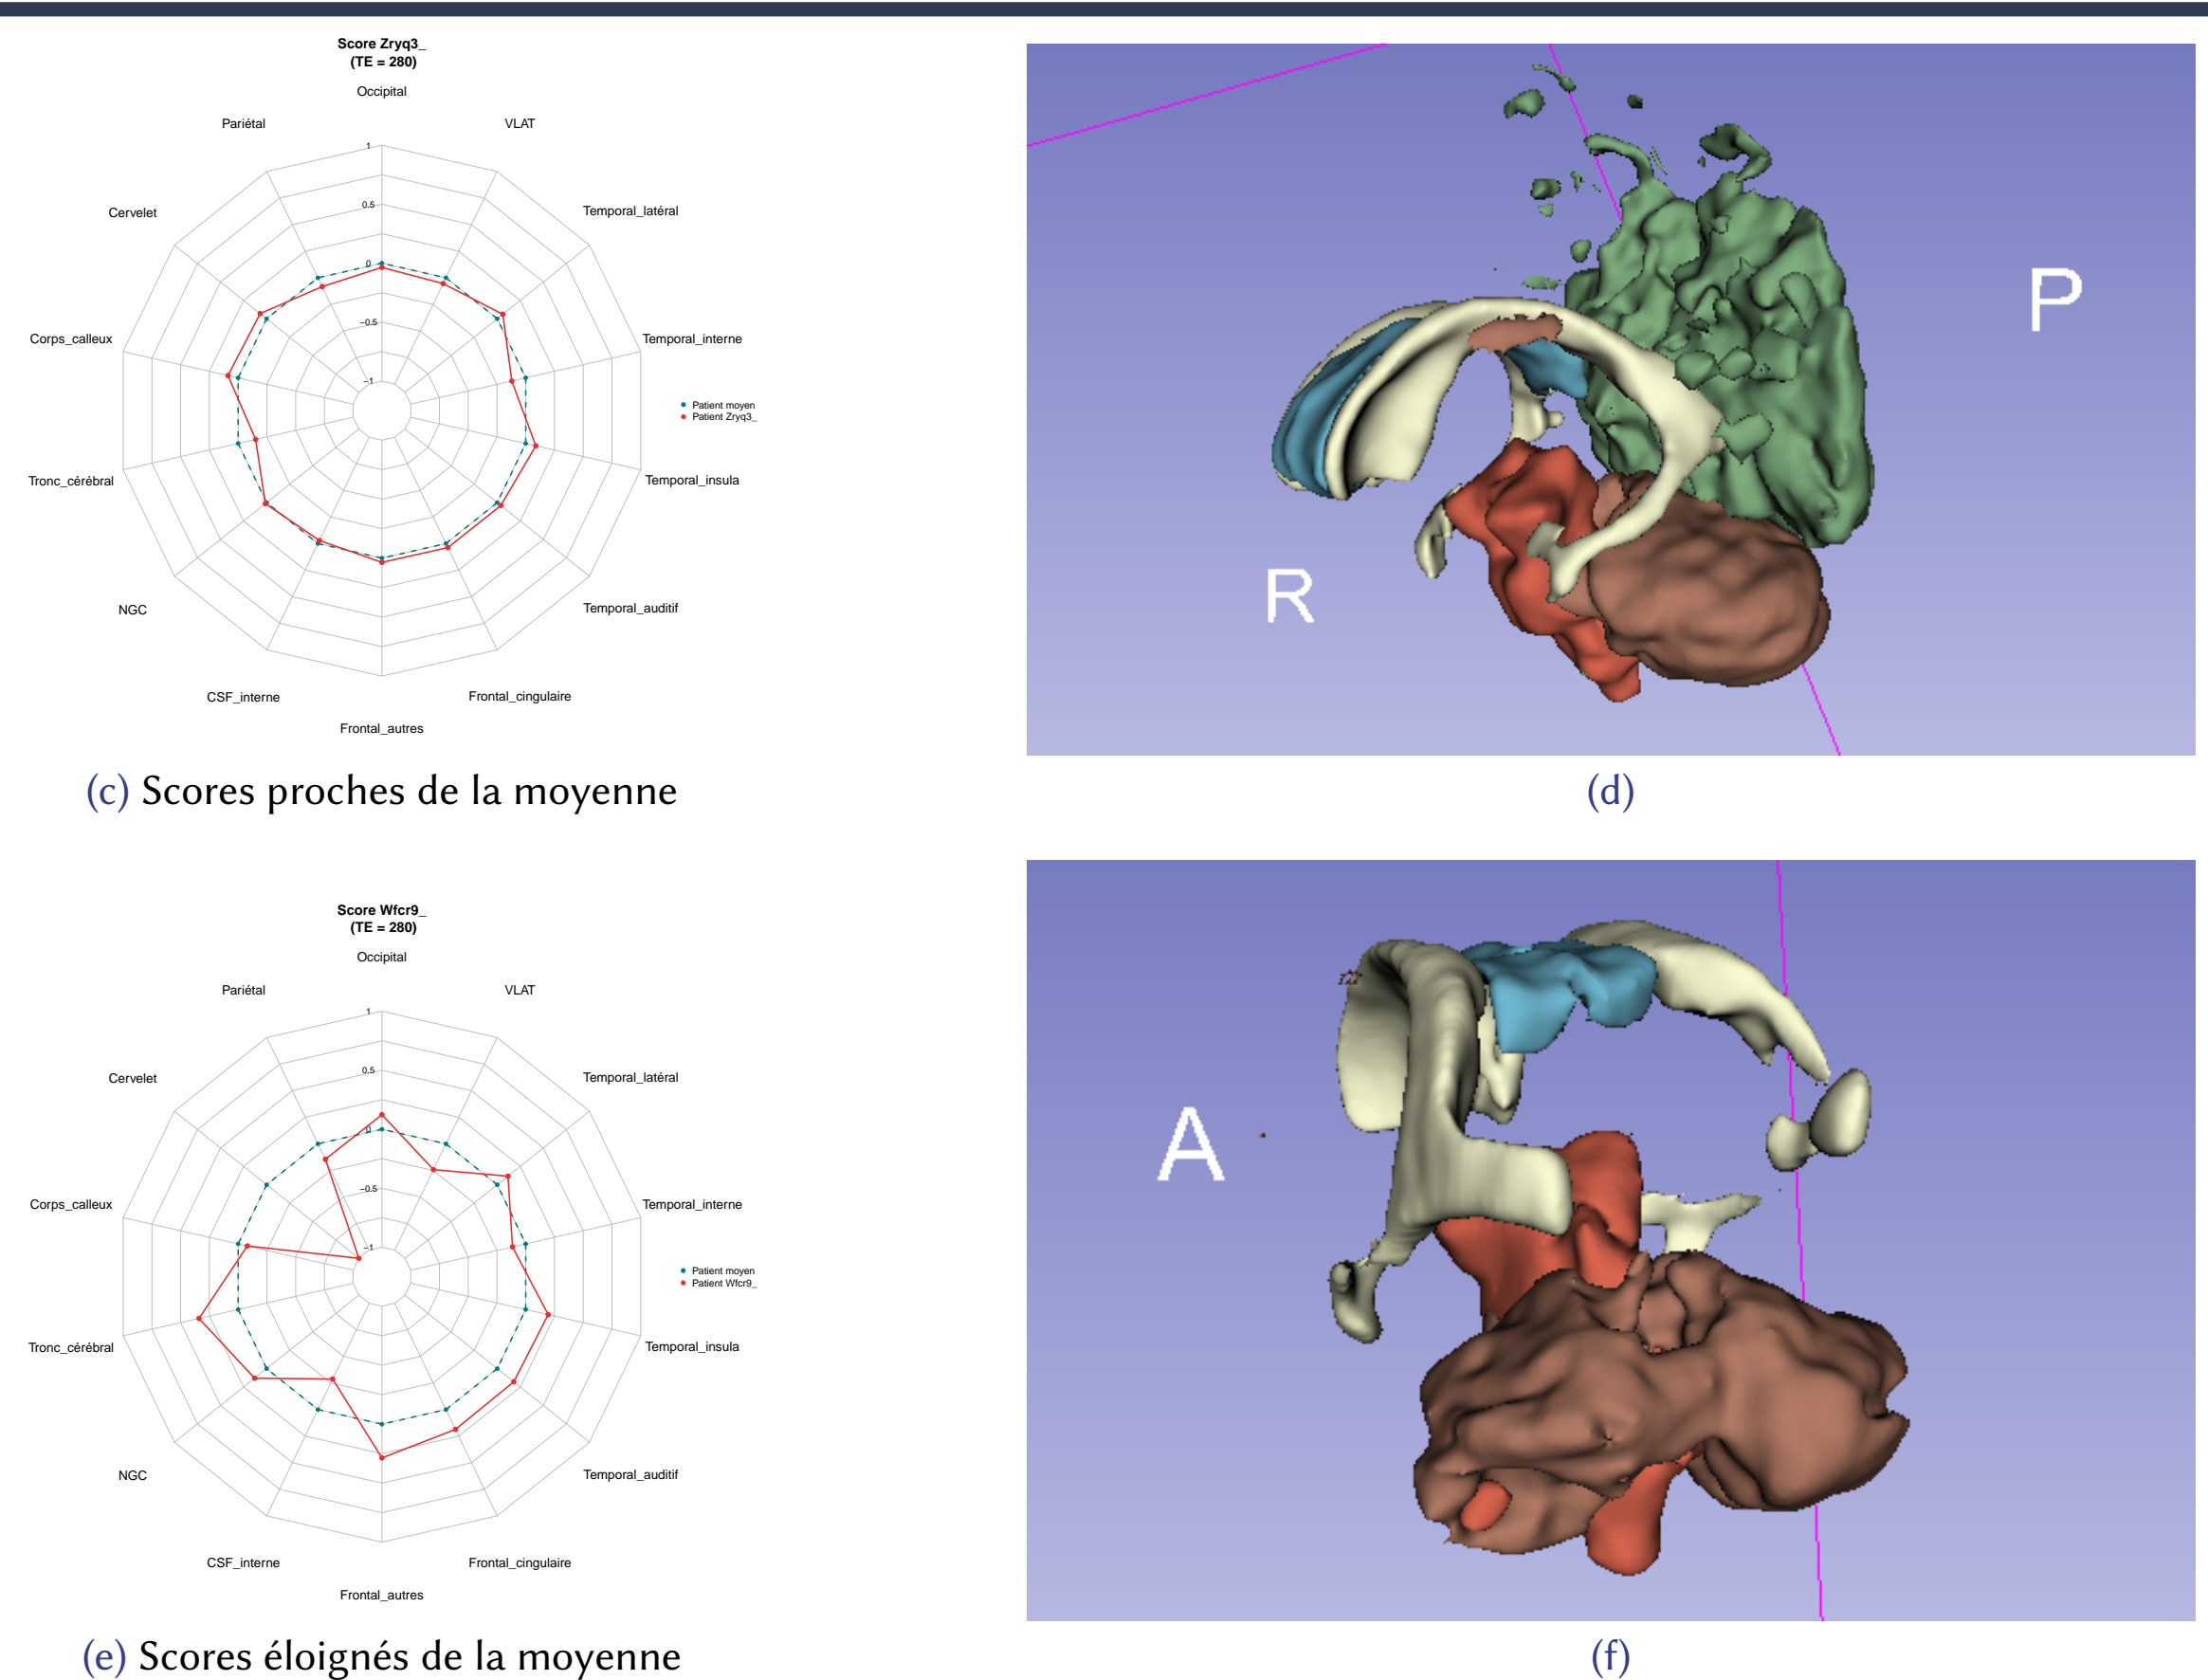 Score Zryq3_
(TE = 280)
Occipital
Pariétal
VLAT
Cervelet
Temporal_latéral
Corps_calleux
Temporal_interne
Tronc_cérébral
Temporal_insula
NGC
Temporal_auditif
CSF_interne
Frontal_cingulaire
Frontal_autres
1
0.5
0
−0.5
−1
Patient moyen
Patient Zryq3_
P
R
(c) Scores proches de la moyenne
(d)
Score Wfcr9_
(TE = 280)
Occipital
Pariétal
VLAT
Cervelet
Temporal_latéral
Corps_calleux
Temporal_interne
Tronc_cérébral
Temporal_insula
NGC
Temporal_auditif
CSF_interne
Frontal_cingulaire
Frontal_autres
1
0.5
0
−0.5
−1
Patient moyen
Patient Wfcr9_
A
(e) Scores éloignés de la moyenne
(f)